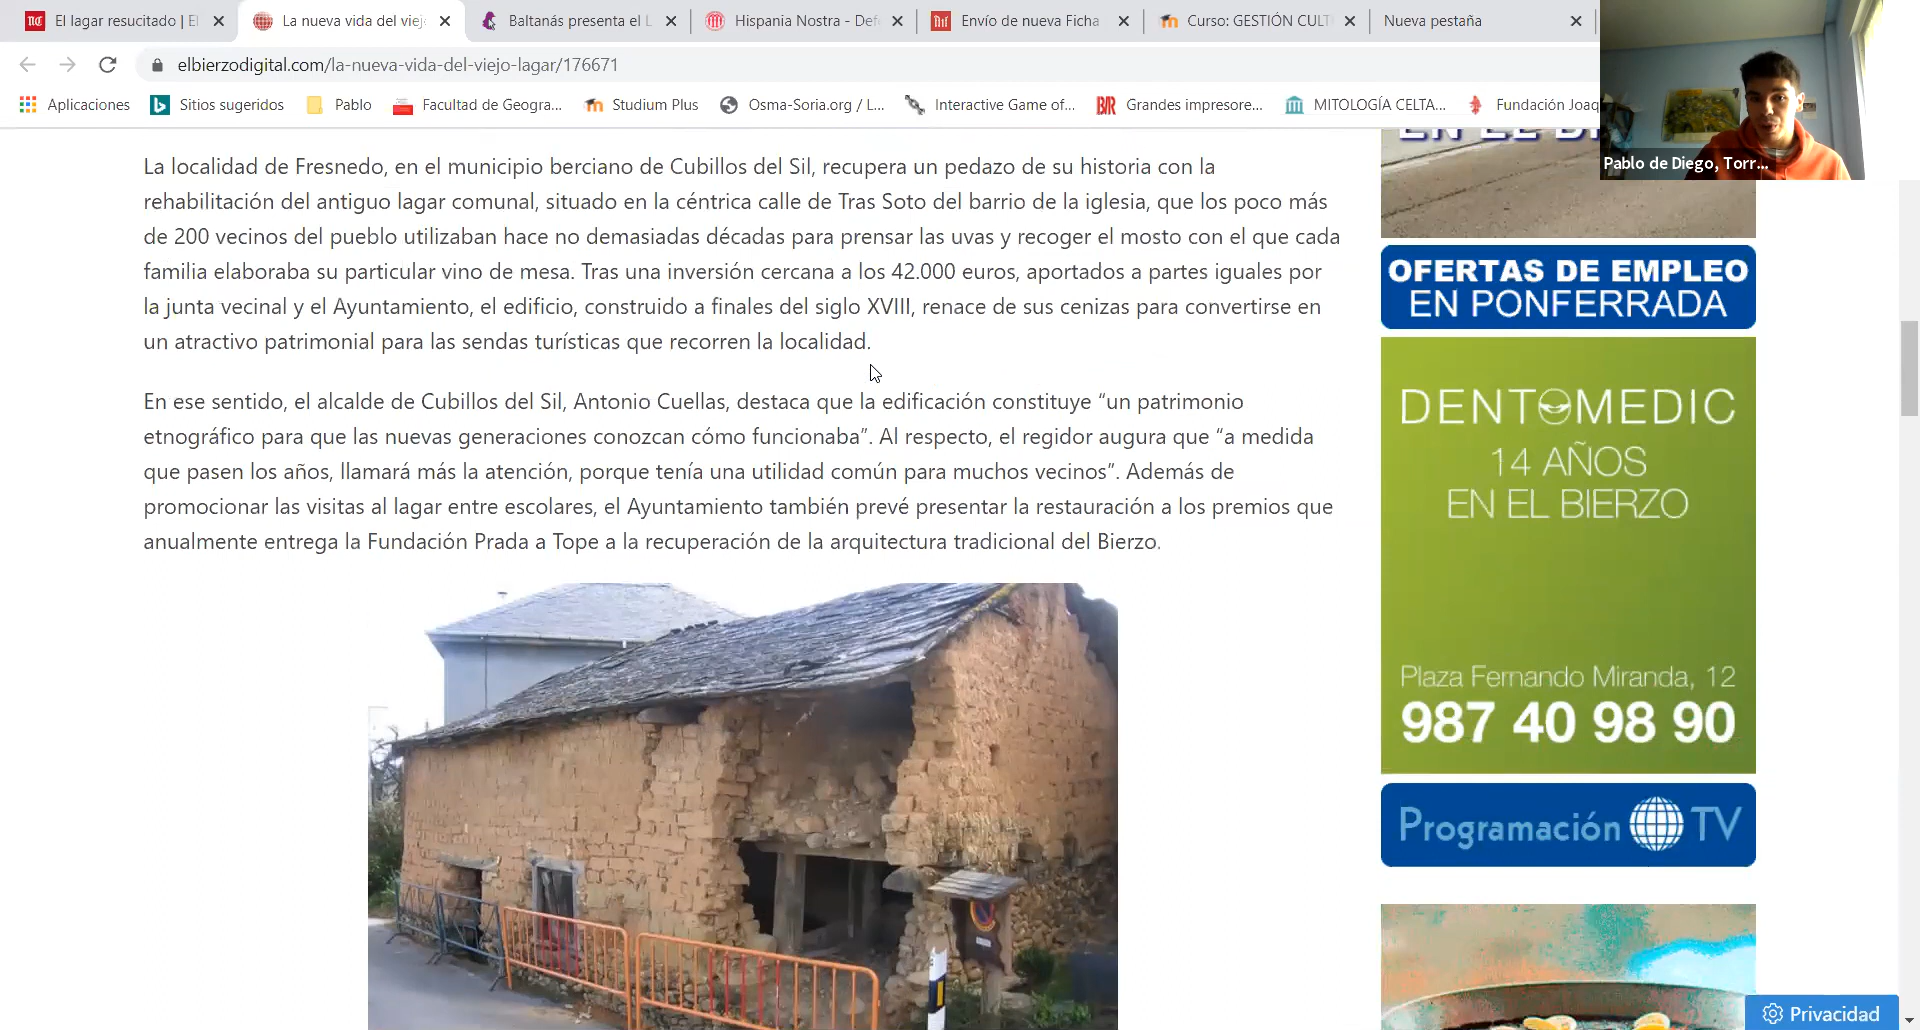 El lagar resucitado | El
La nueva vida del viejo
Baltanás presenta el L
Hispania Nostra - Defe
Envío de nueva Ficha
Curso: GESTIÓN CULT
Nueva pestaña
elbierzodigital.com/la-nueva-vida-del-viejo-lagar/176671
Aplicaciones
Sitios sugeridos
Pablo
Facultad de Geogra...
Studium Plus
Osma-Soria.org / L...
Interactive Game of...
Grandes impresore...
MITOLOGÍA CELTA...
Fundación Joaq
Pablo de Diego, Torr...
La localidad de Fresnedo, en el municipio berciano de Cubillos del Sil, recupera un pedazo de su historia con la
rehabilitación del antiguo lagar comunal, situado en la céntrica calle de Tras Soto del barrio de la iglesia, que los poco más
de 200 vecinos del pueblo utilizaban hace no demasiadas décadas para prensar las uvas y recoger el mosto con el que cada
familia elaboraba su particular vino de mesa. Tras una inversión cercana a los 42.000 euros, aportados a partes iguales por
la junta vecinal y el Ayuntamiento, el edificio, construido a finales del siglo XVIII, renace de sus cenizas para convertirse en
un atractivo patrimonial para las sendas turísticas que recorren la localidad.
En ese sentido, el alcalde de Cubillos del Sil, Antonio Cuellas, destaca que la edificación constituye “un patrimonio
etnográfico para que las nuevas generaciones conozcan cómo funcionaba”. Al respecto, el regidor augura que “a medida
que pasen los años, llamará más la atención, porque tenía una utilidad común para muchos vecinos”. Además de
promocionar las visitas al lagar entre escolares, el Ayuntamiento también prevé presentar la restauración a los premios que
anualmente entrega la Fundación Prada a Tope a la recuperación de la arquitectura tradicional del Bierzo.
OFERTAS DE EMPLEO
EN PONFERRADA
DENTOMEDIC
14 AÑOS
EN EL BIERZO
Plaza Fernando Miranda, 12
987 40 98 90
Programación TV
Privacidad